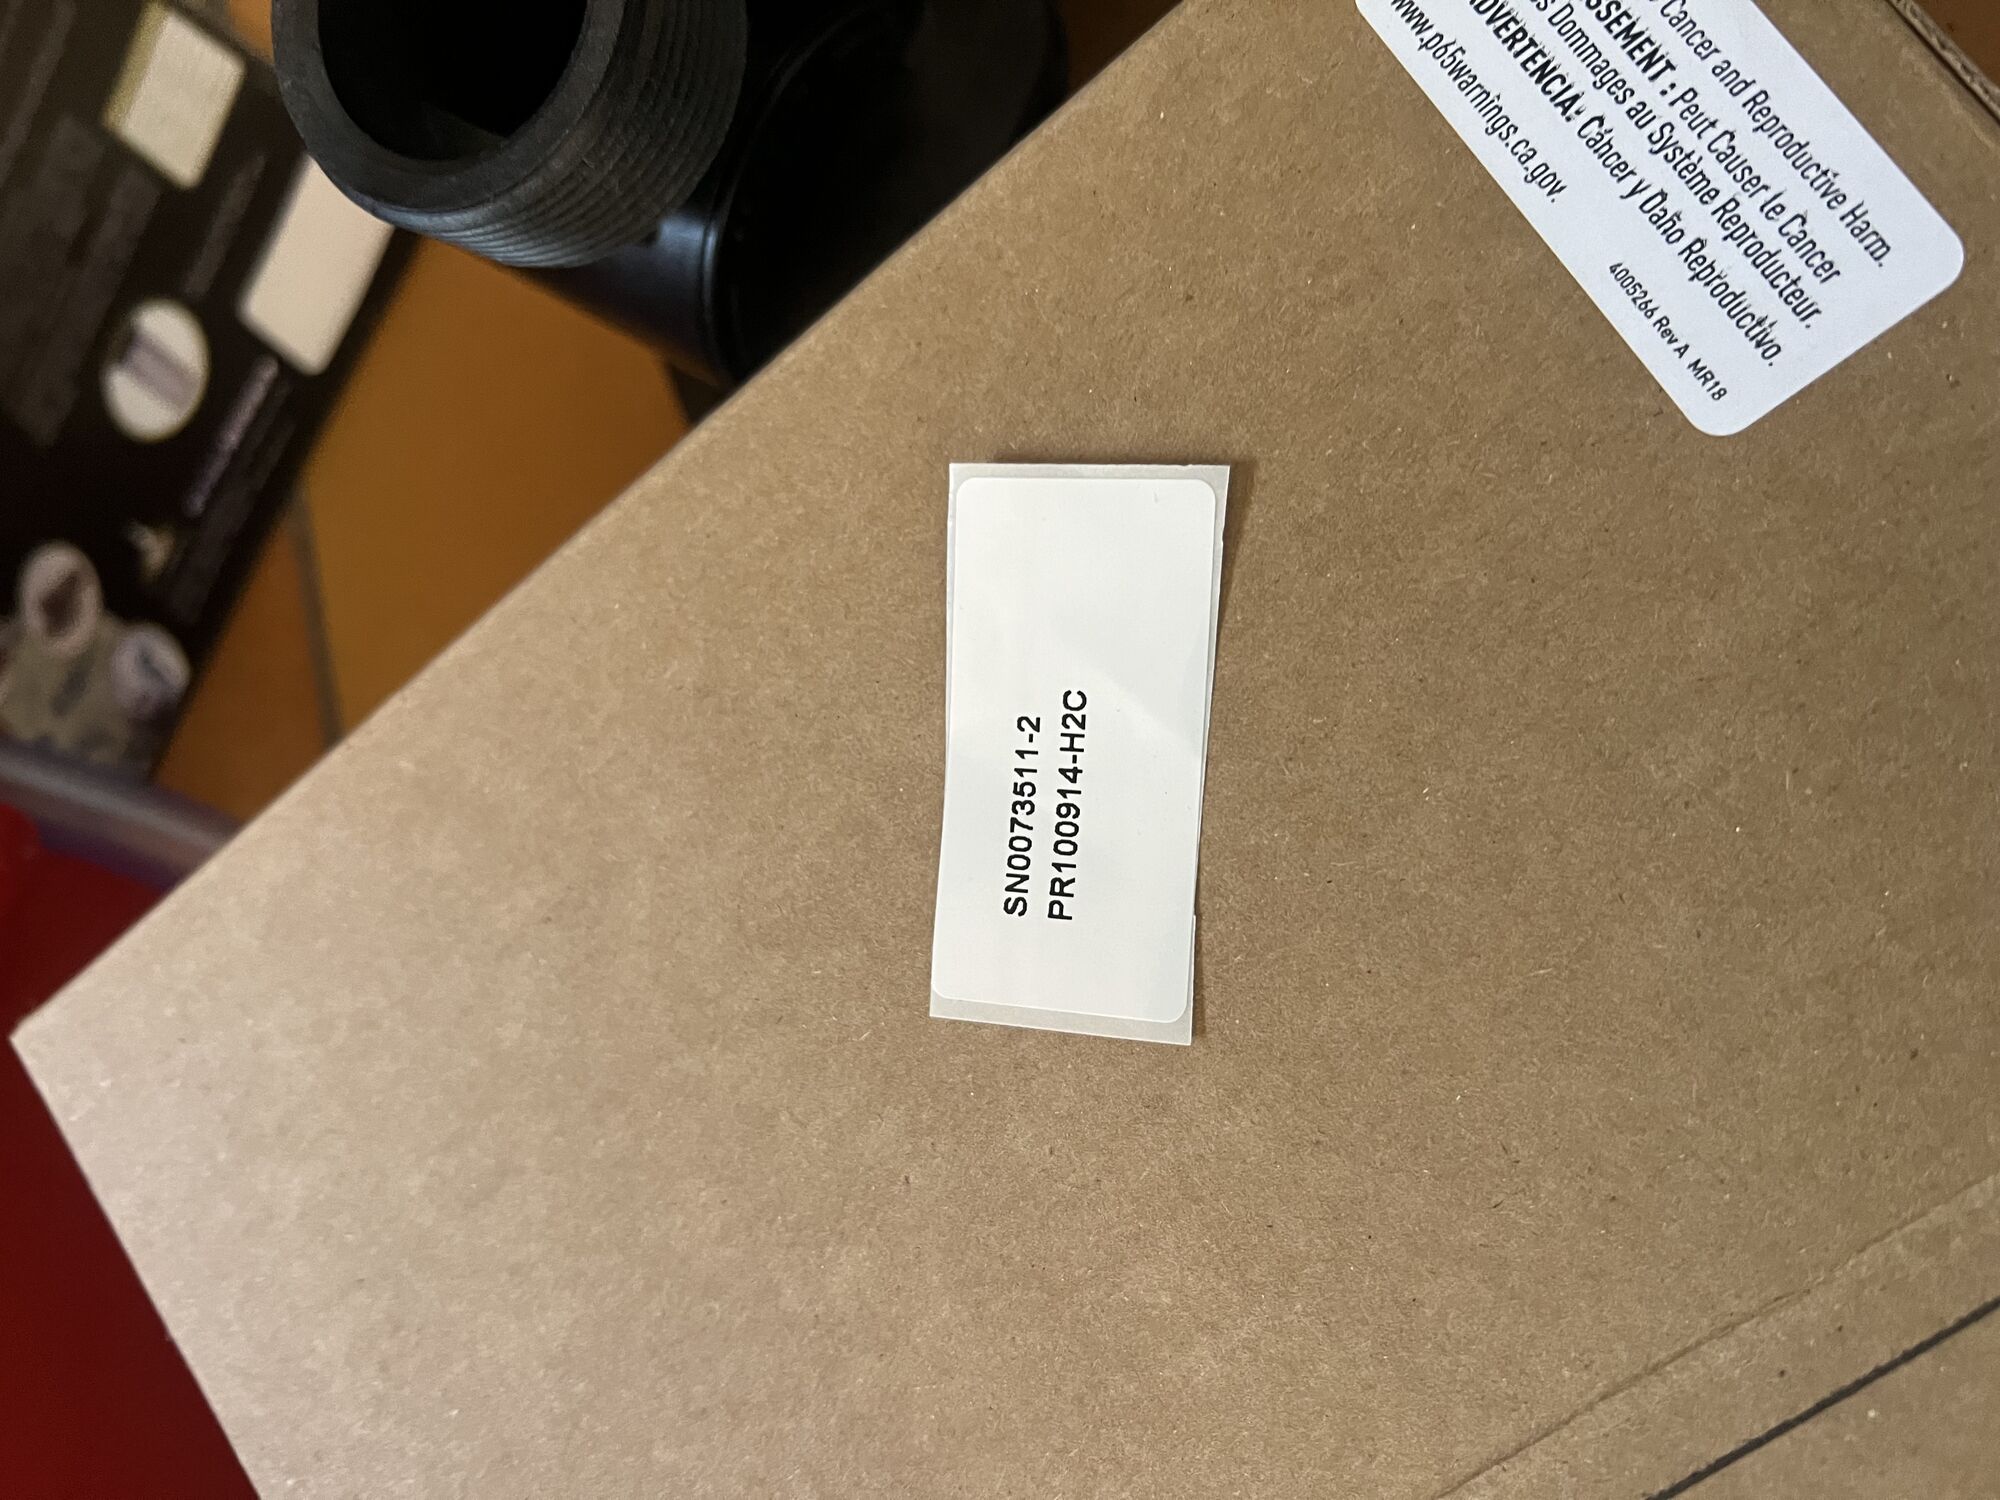 SN0073511-2
PR100914-H2C
Cancer and Reproductive Harm.
SSEMENT : Peut Causer le Cancer
s Dommages au Système Reproducteur.
ADVERTENCIA: Cáncer y Daño Reproductivo.
www.p65warnings.ca.gov.
4005266 Rev A MR18